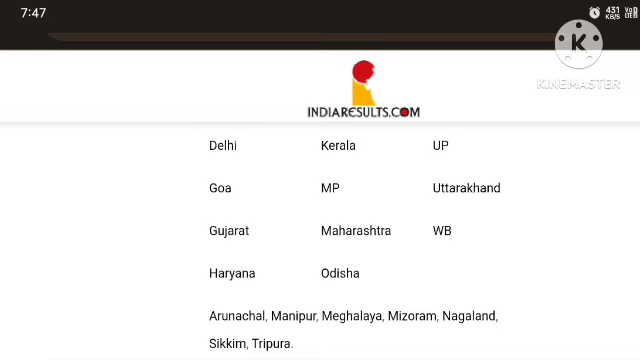 7:47
431
KB/S
KINEMASTER
INDIARESULTS.COM
Delhi Kerala UP
Goa MP Uttarakhand
Gujarat Maharashtra WB
Haryana Odisha
Arunachal, Manipur, Meghalaya, Mizoram, Nagaland,
Sikkim, Tripura.